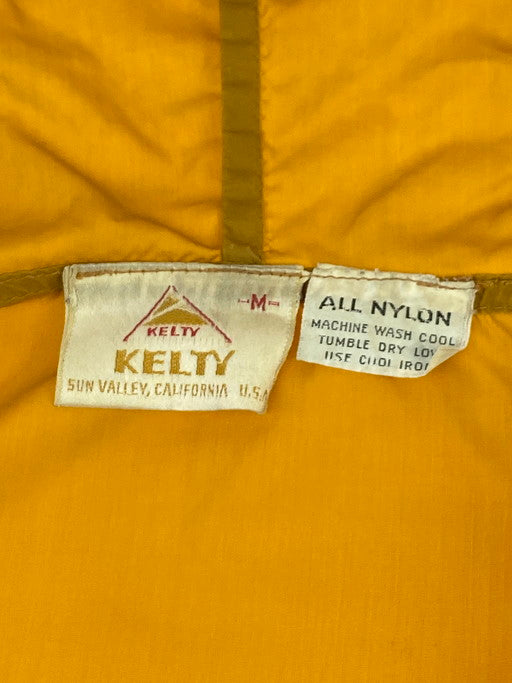 -M-
KELTY
KELTY
SUN VALLEY, CALIFORNIA U.S.A
ALL NYLON
MACHINE WASH COOL
TUMBLE DRY LOW
USE COOL IRON